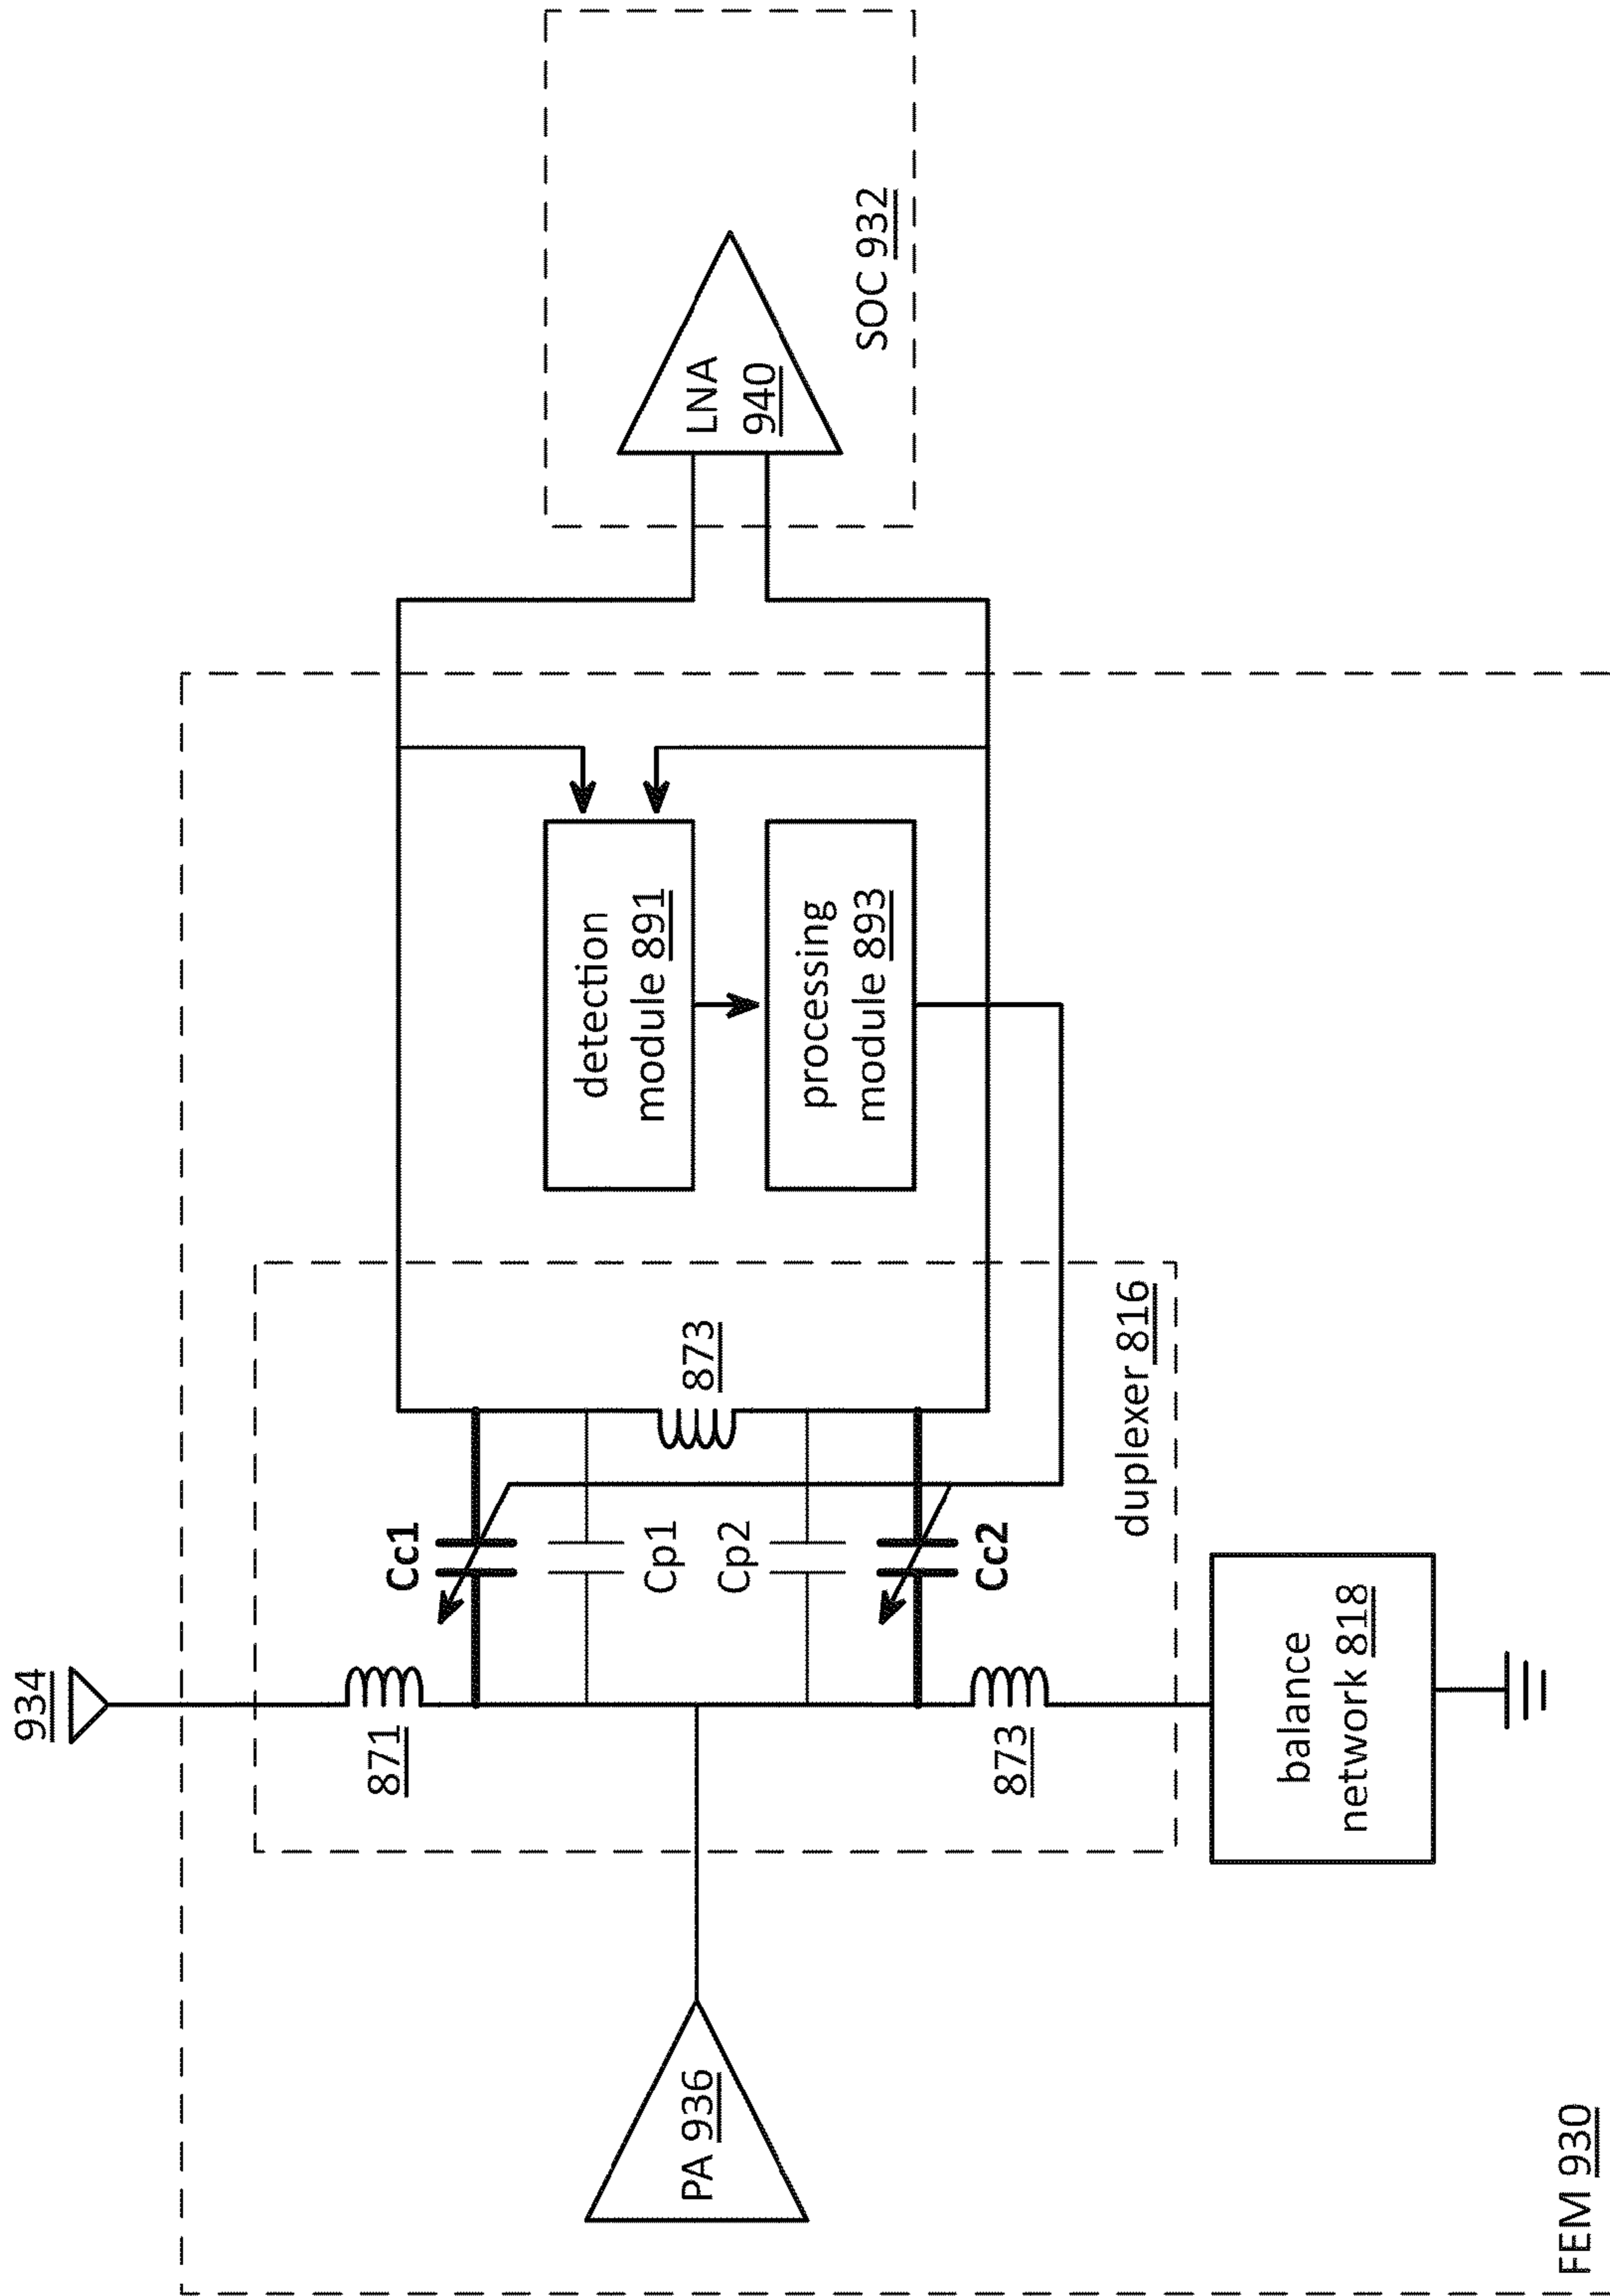 934
871
Cc1
Cp1
Cp2
Cc2
873
873
duplexer 816
balance
network 818
PA 936
detection
module 891
processing
module 893
LNA
940
SOC 932
FEM 930